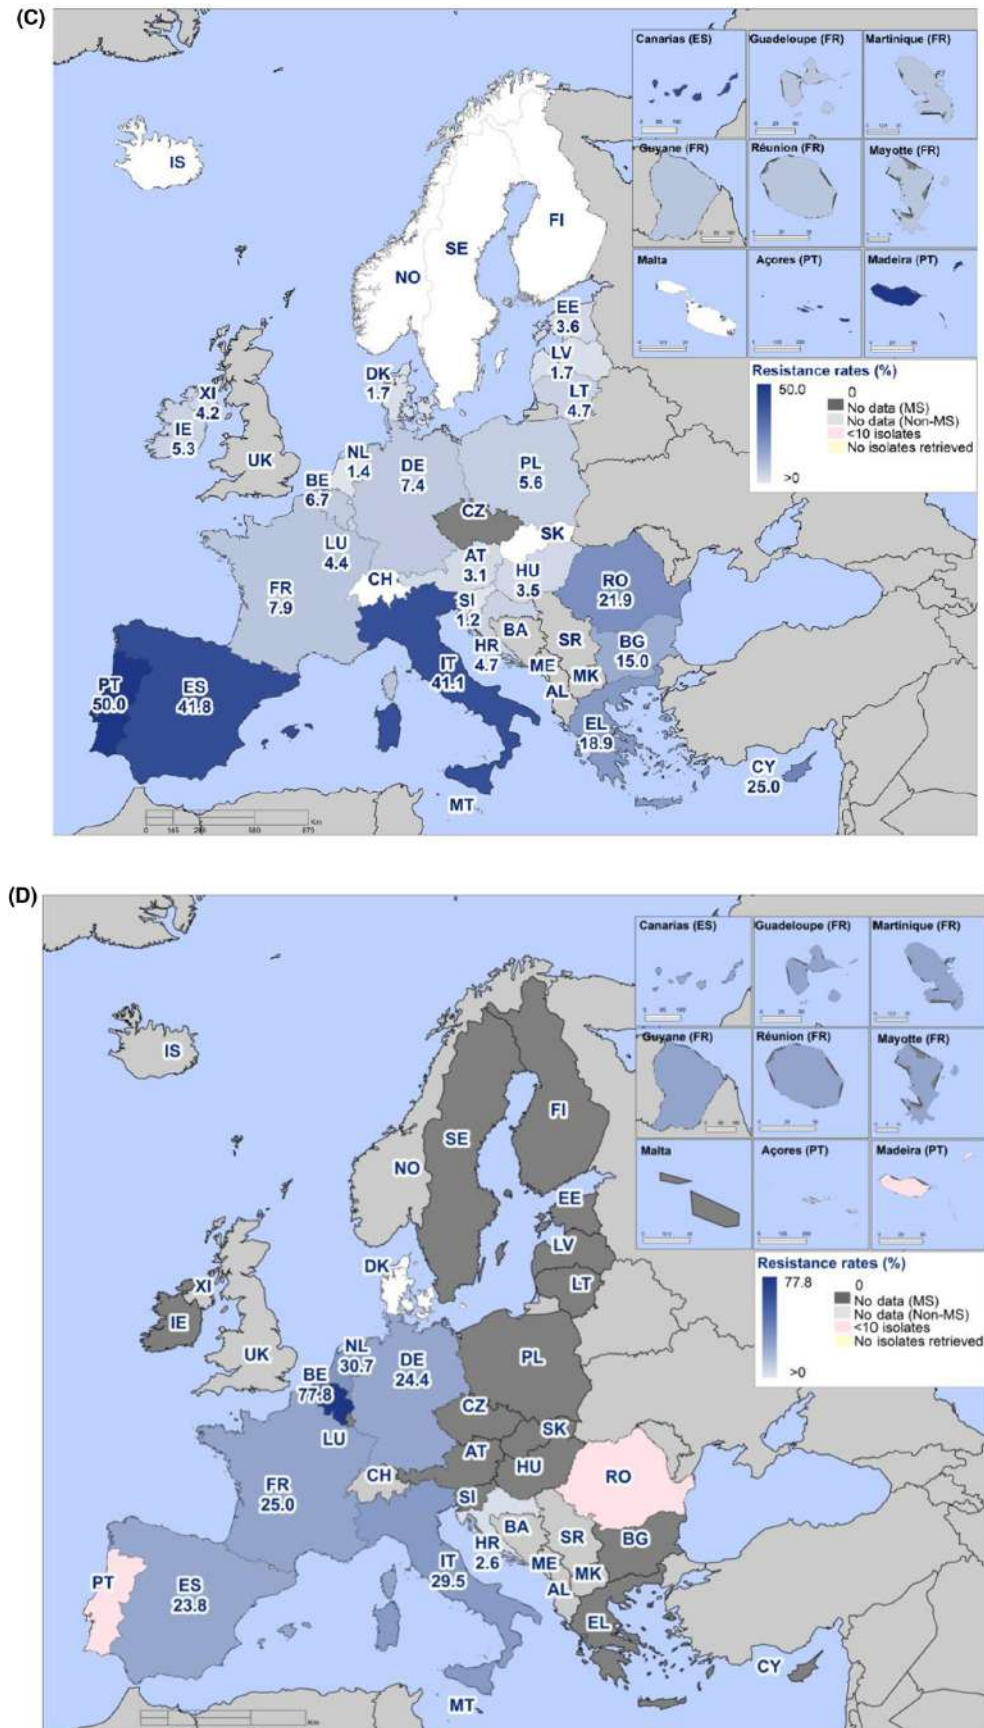 (C)
Canarias (ES)
Guadeloupe (FR)
Martinique (FR)
Guyane (FR)
Réunion (FR)
Mayotte (FR)
Malta
Açores (PT)
Madeira (PT)
IS
NO
SE
FI
EE
3.6
LV
1.7
LT
4.7
DK
1.7
XI
4.2
IE
5.3
UK
NL
1.4
BE
6.7
DE
7.4
PL
5.6
CZ
SK
LU
4.4
AT
3.1
HU
3.5
CH
FR
7.9
SI
1.2
HR
4.7
BA
RO
21.9
SR
BG
15.0
ME
MK
AL
IT
41.1
PT
50.0
ES
41.8
EL
18.9
CY
25.0
MT
Resistance rates (%)
50.0
0
No data (MS)
No data (Non-MS)
<10 isolates
No isolates retrieved
>0
Km
(D)
Canarias (ES)
Guadeloupe (FR)
Martinique (FR)
Guyane (FR)
Réunion (FR)
Mayotte (FR)
Malta
Açores (PT)
Madeira (PT)
IS
NO
SE
FI
EE
LV
LT
DK
XI
IE
UK
NL
30.7
BE
77.8
DE
24.4
PL
CZ
SK
LU
AT
HU
CH
FR
25.0
SI
HR
2.6
BA
RO
SR
BG
ME
MK
AL
IT
29.5
PT
ES
23.8
EL
CY
MT
Resistance rates (%)
77.8
0
No data (MS)
No data (Non-MS)
<10 isolates
No isolates retrieved
>0
Km